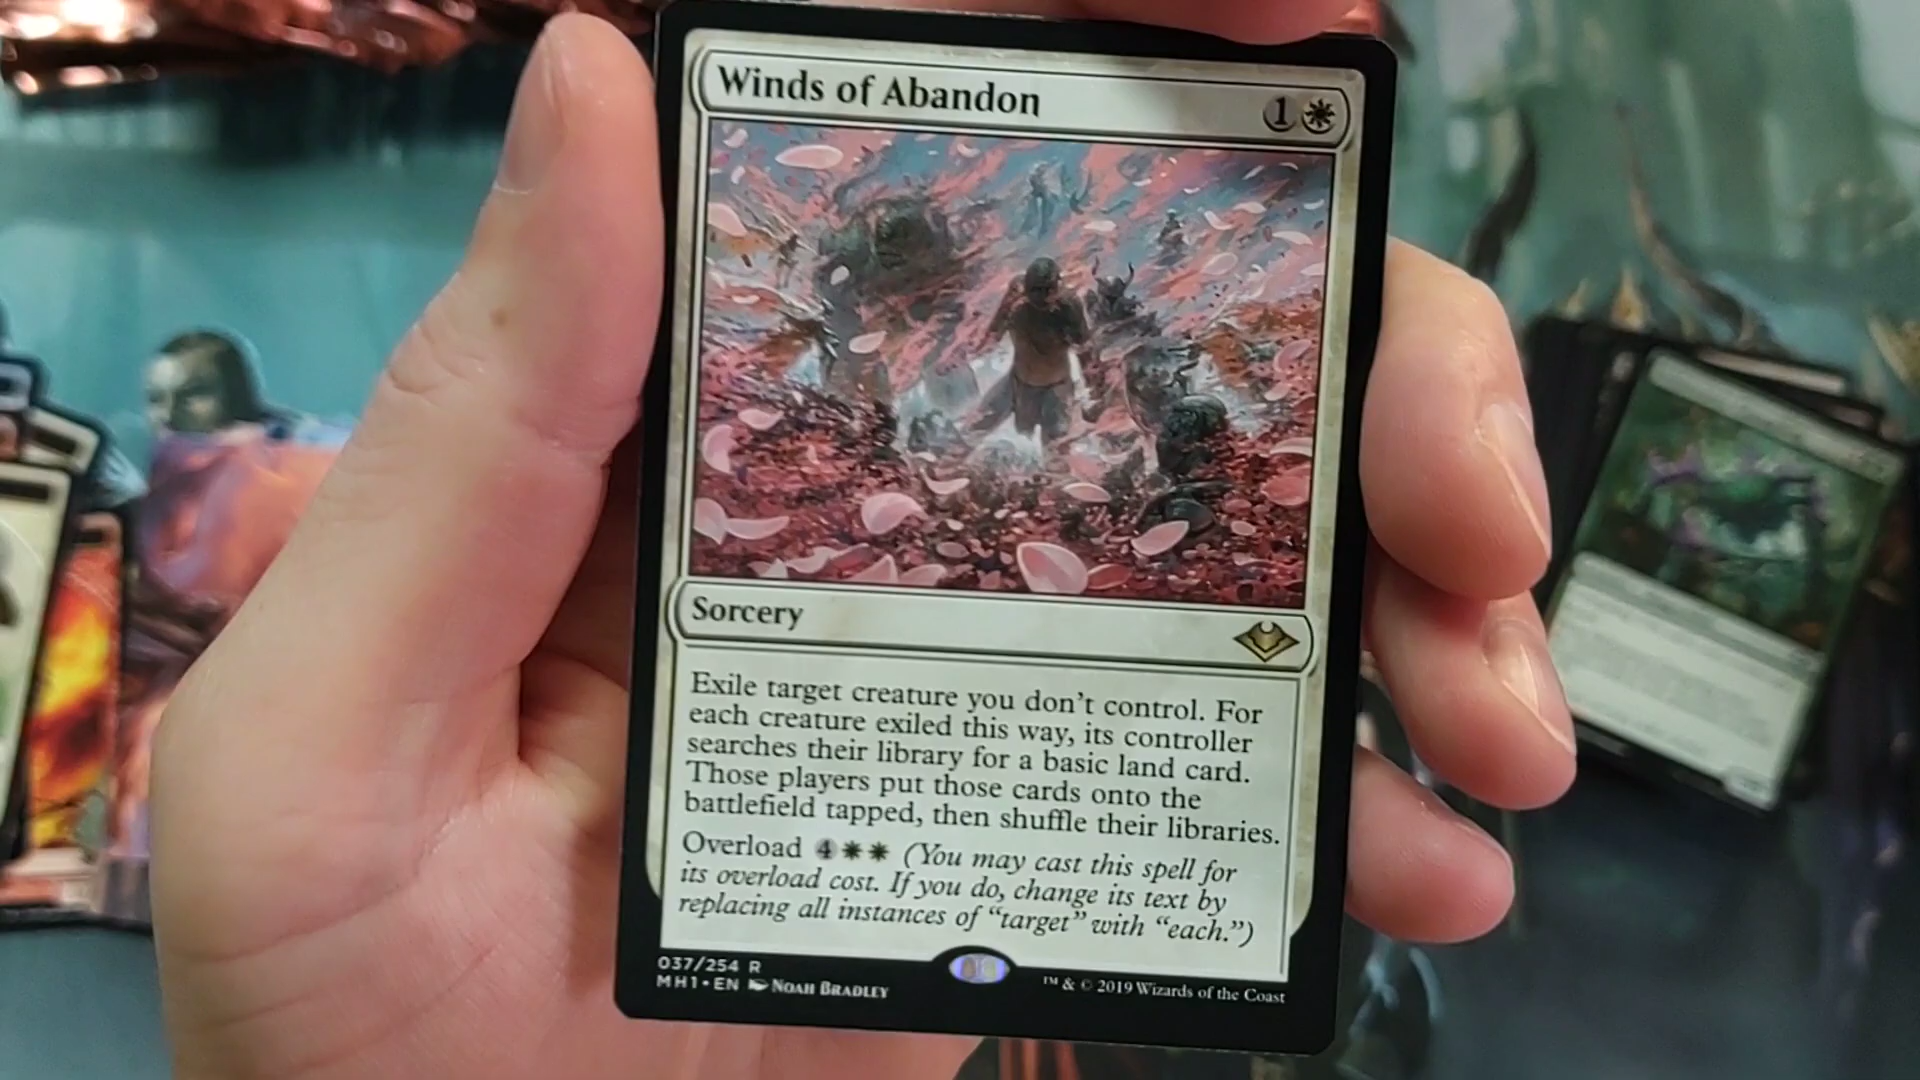 Winds of Abandon 1
Sorcery
Exile target creature you don't control. For
each creature exiled this way, its controller
searches their library for a basic land card.
Those players put those cards onto the
battlefield tapped, then shuffle their libraries.
Overload 4 (You may cast this spell for
its overload cost. If you do, change its text by
replacing all instances of “target” with “each.”)
037/254 R
MH1•EN NOAH BRADLEY
™ & © 2019 Wizards of the Coast